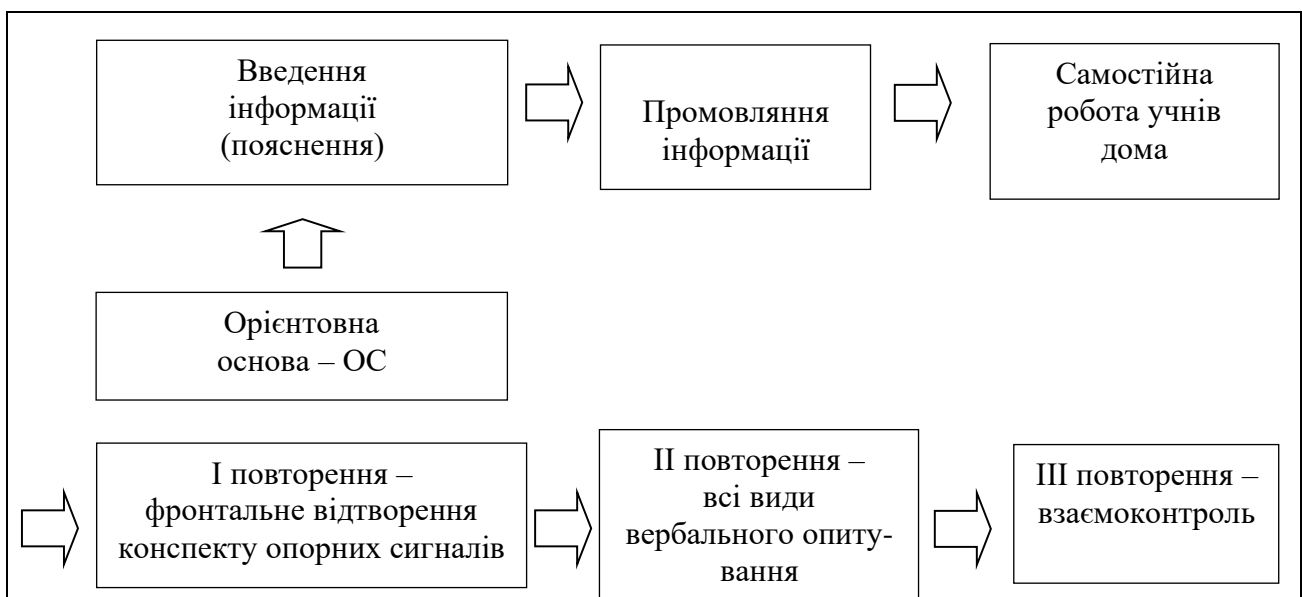 Введення
інформації
(пояснення)
Промовляння
інформації
Самостійна
робота учнів
дома
Орієнтовна
основа – ОС
І повторення –
фронтальне відтворення
конспекту опорних сигналів
ІІ повторення –
всі види
вербального опиту-
вання
ІІІ повторення –
взаємоконтроль